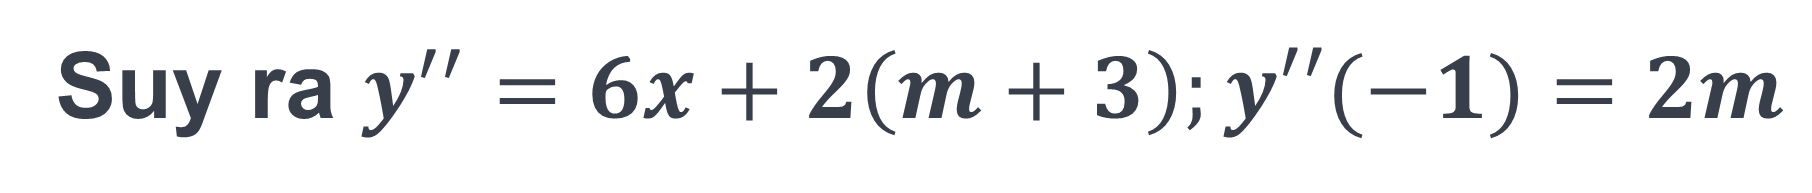 Suy ra y′′ = 6x + 2(m + 3); y′′(−1) = 2m